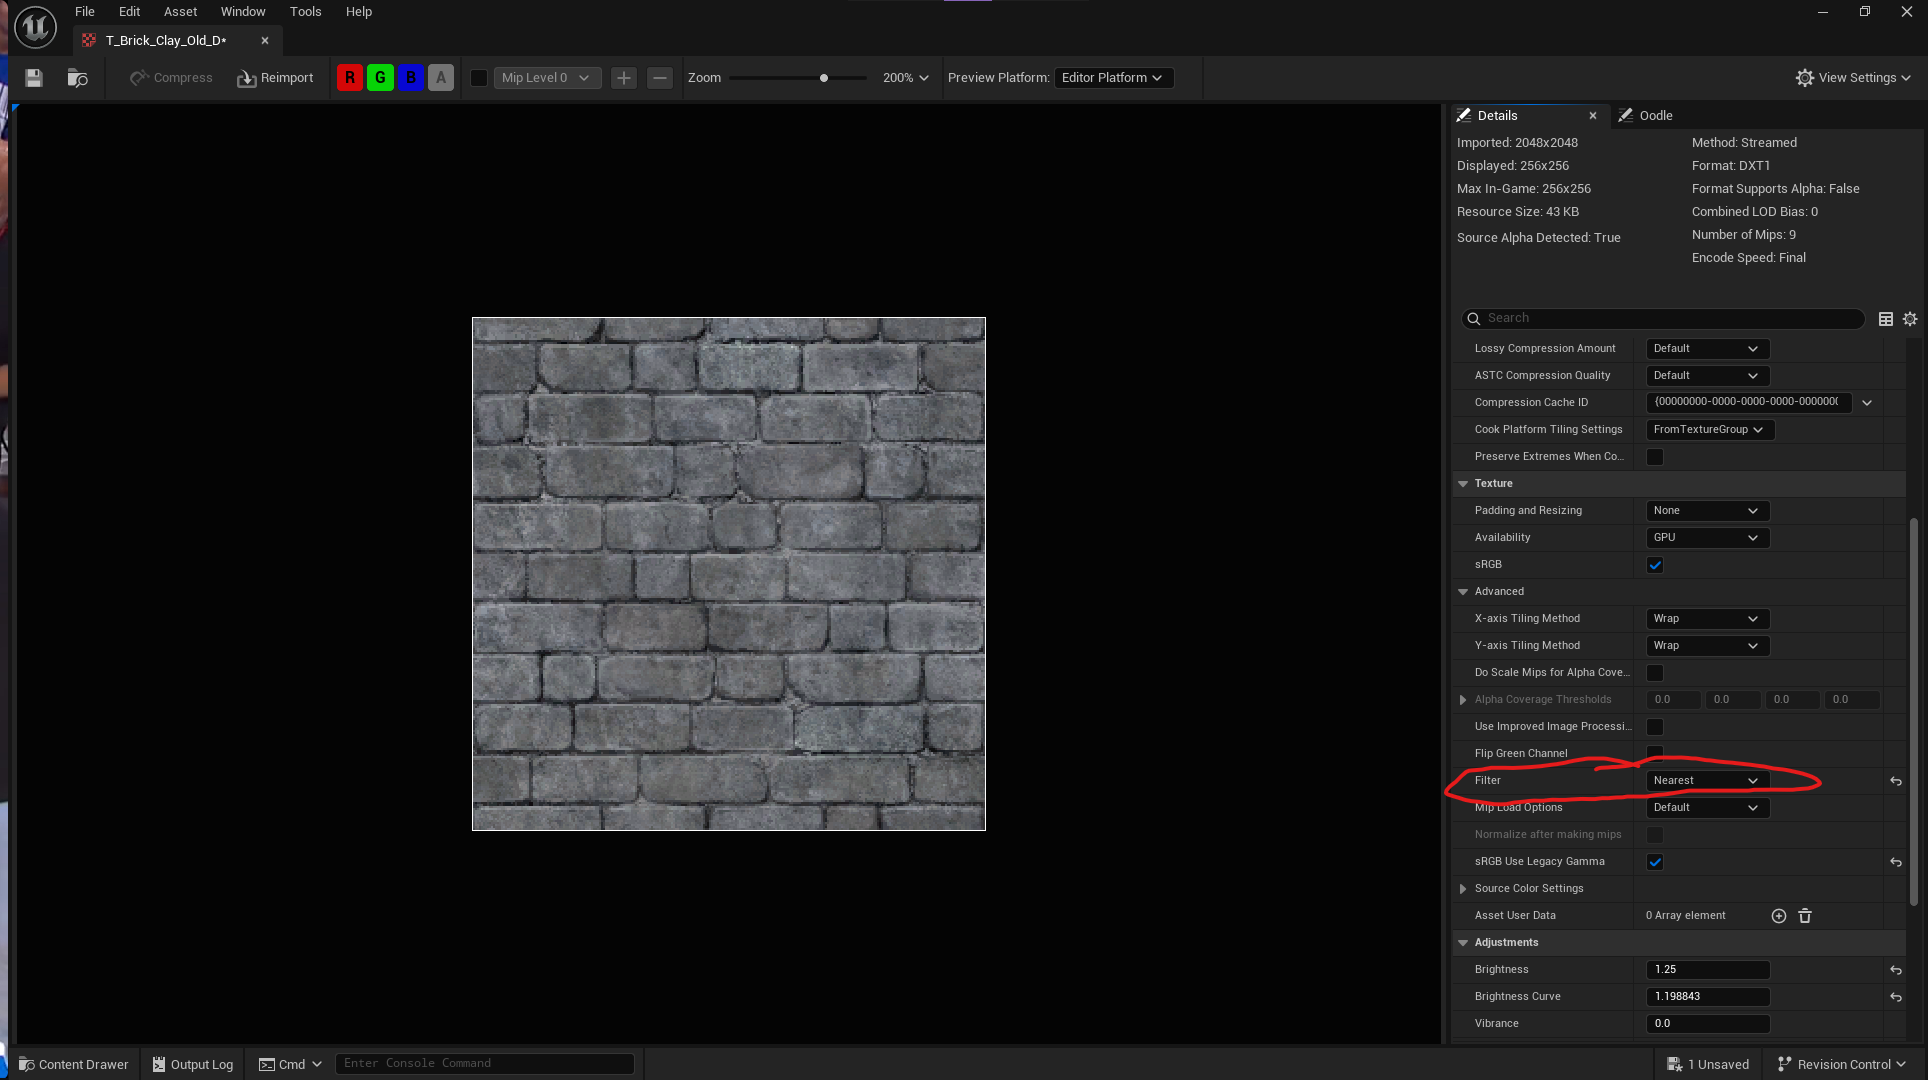 File Edit Asset Window Tools Help
T_Brick_Clay_Old_D*
Compress Reimport R G B A Mip Level 0 Zoom 200% Preview Platform: Editor Platform View Settings
Details Oodle
Imported: 2048x2048 Method: Streamed
Displayed: 256x256 Format: DXT1
Max In-Game: 256x256 Format Supports Alpha: False
Resource Size: 43 KB Combined LOD Bias: 0
Source Alpha Detected: True Number of Mips: 9
Encode Speed: Final
Search
Lossy Compression Amount Default
ASTC Compression Quality Default
Compression Cache ID {00000000-0000-0000-0000-000000(
Cook Platform Tiling Settings FromTextureGroup
Preserve Extremes When Co...
Texture
Padding and Resizing None
Availability GPU
sRGB
Advanced
X-axis Tiling Method Wrap
Y-axis Tiling Method Wrap
Do Scale Mips for Alpha Cove...
Alpha Coverage Thresholds 0.0 0.0 0.0 0.0
Use Improved Image Processi...
Flip Green Channel
Filter Nearest
Mip Load Options Default
Normalize after making mips
sRGB Use Legacy Gamma
Source Color Settings
Asset User Data 0 Array element
Adjustments
Brightness 1.25
Brightness Curve 1.198843
Vibrance 0.0
Content Drawer Output Log Cmd Enter Console Command 1 Unsaved Revision Control